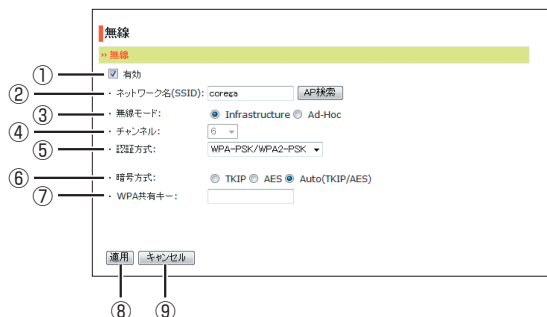 無線
»無線
① 有効
② ・ネットワーク名(SSID): corega AP検索
③ ・無線モード: Infrastructure Ad-Hoc
④ ・チャンネル: 6
⑤ ・認証方式: WPA-PSK/WPA2-PSK
⑥ ・暗号方式: TKIP AES Auto(TKIP/AES)
⑦ ・WPA共有キー:
適用 キャンセル
⑧ ⑨